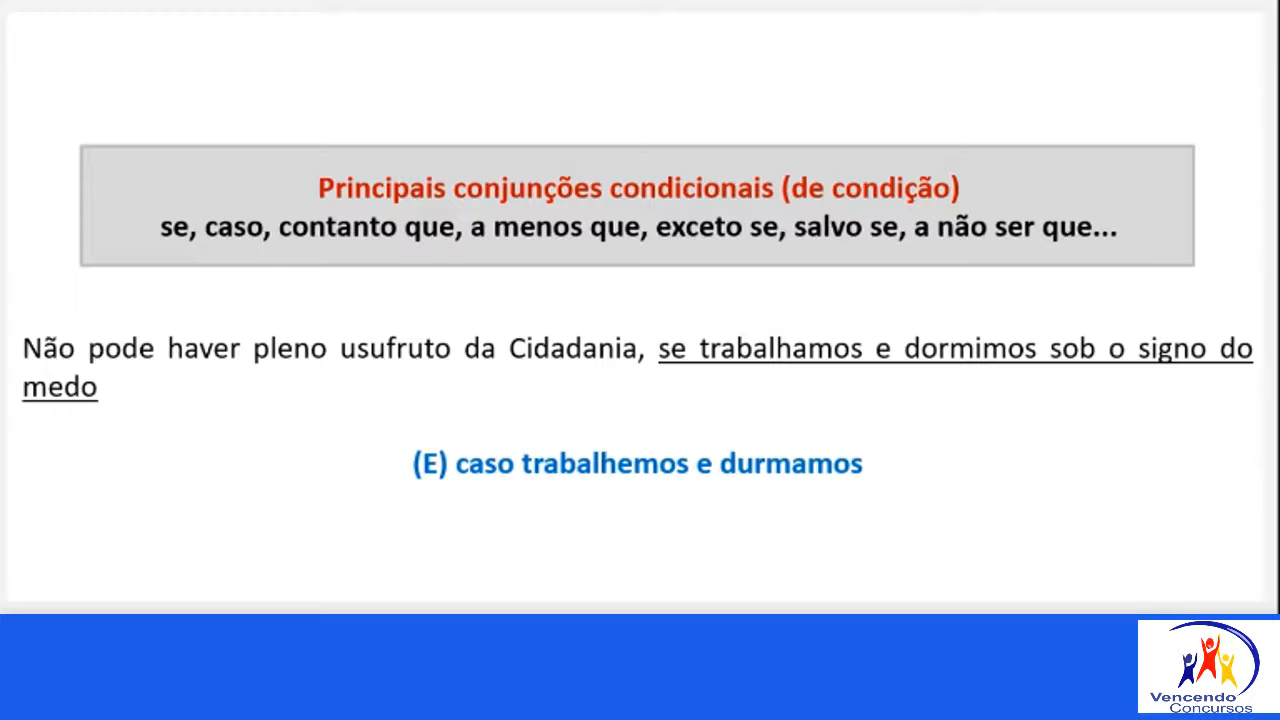 Principais conjunções condicionais (de condição)
se, caso, contanto que, a menos que, exceto se, salvo se, a não ser que...
Não pode haver pleno usufruto da Cidadania, se trabalhamos e dormimos sob o signo do
medo
(E) caso trabalhemos e durmamos
Vencendo
Concursos